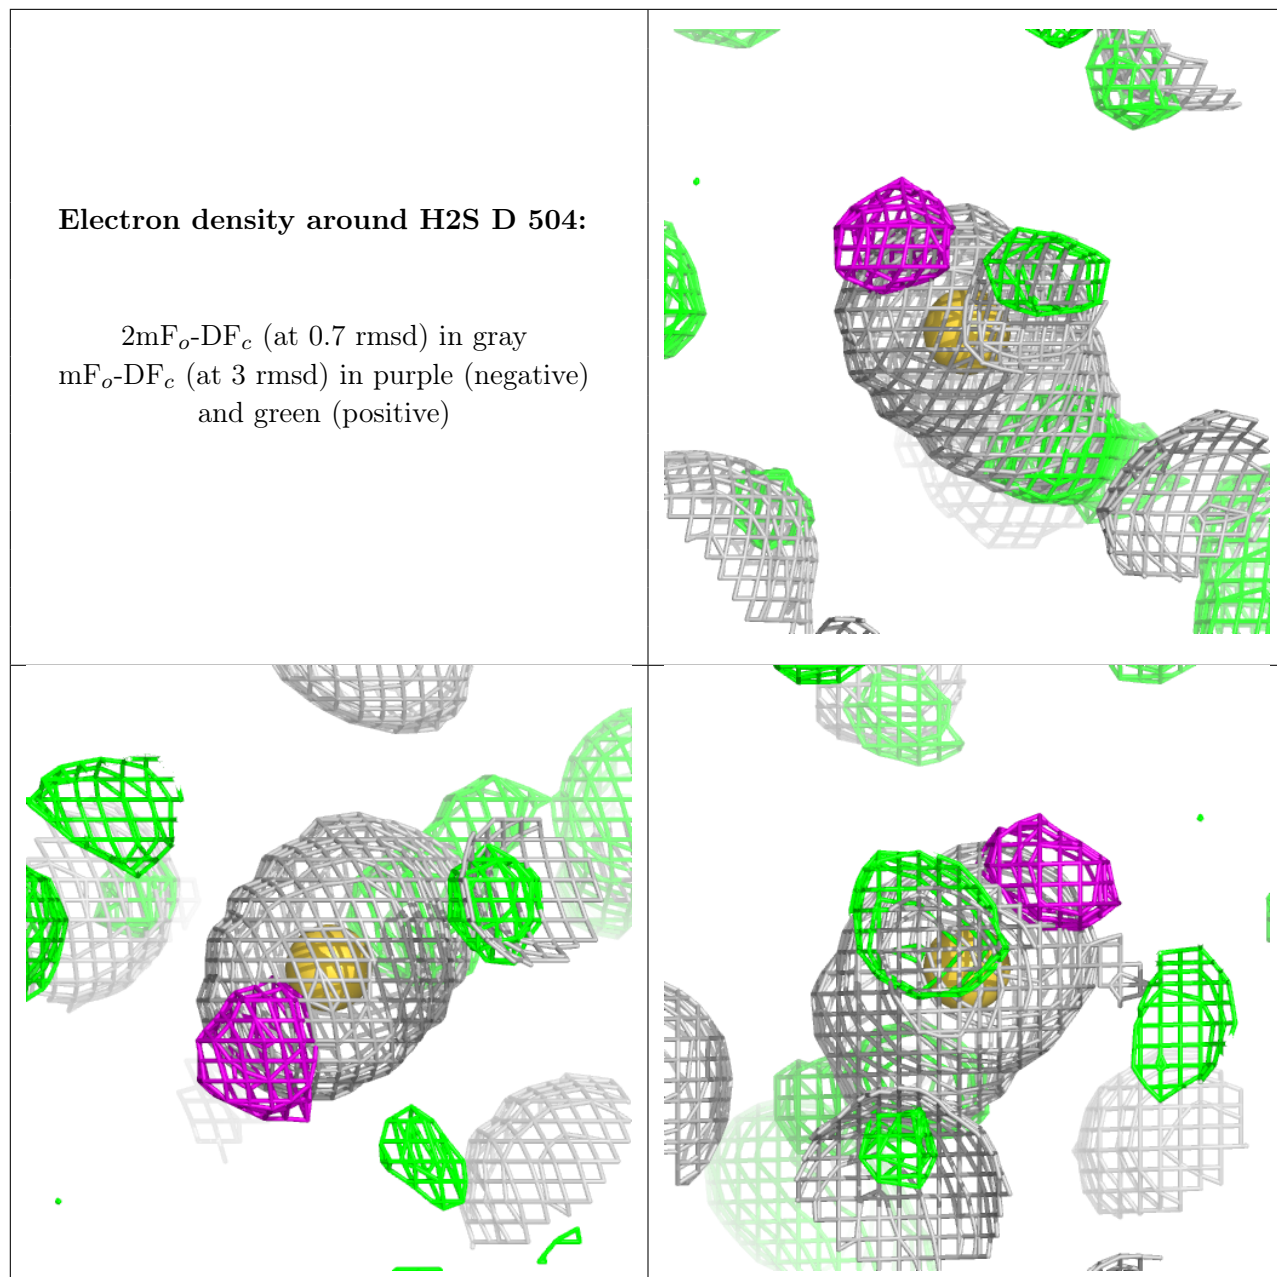 Electron density around H2S D 504:
2mFo-DFc (at 0.7 rmsd) in gray
mFo-DFc (at 3 rmsd) in purple (negative)
and green (positive)